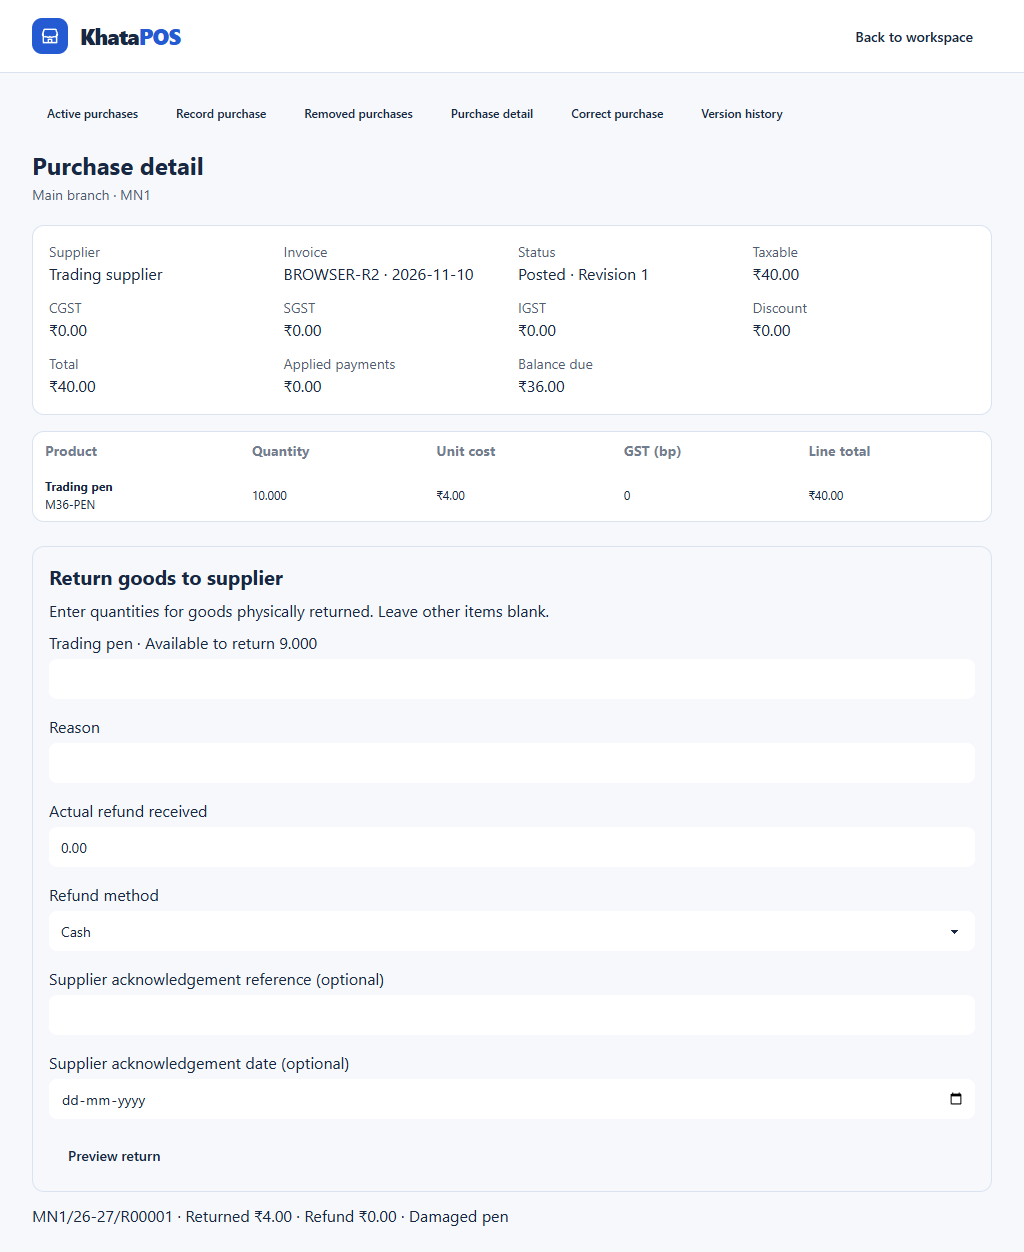 KhataPOS
Back to workspace
Active purchases
Record purchase
Removed purchases
Purchase detail
Correct purchase
Version history
Purchase detail
Main branch · MN1
Supplier
Trading supplier
Invoice
BROWSER-R2 · 2026-11-10
Status
Posted · Revision 1
Taxable
₹40.00
CGST
₹0.00
SGST
₹0.00
IGST
₹0.00
Discount
₹0.00
Total
₹40.00
Applied payments
₹0.00
Balance due
₹36.00
Product Quantity Unit cost GST (bp) Line total
Trading pen
M36-PEN
10.000 ₹4.00 0 ₹40.00
Return goods to supplier
Enter quantities for goods physically returned. Leave other items blank.
Trading pen · Available to return 9.000
Reason
Actual refund received
0.00
Refund method
Cash
Supplier acknowledgement reference (optional)
Supplier acknowledgement date (optional)
dd-mm-yyyy
Preview return
MN1/26-27/R00001 · Returned ₹4.00 · Refund ₹0.00 · Damaged pen